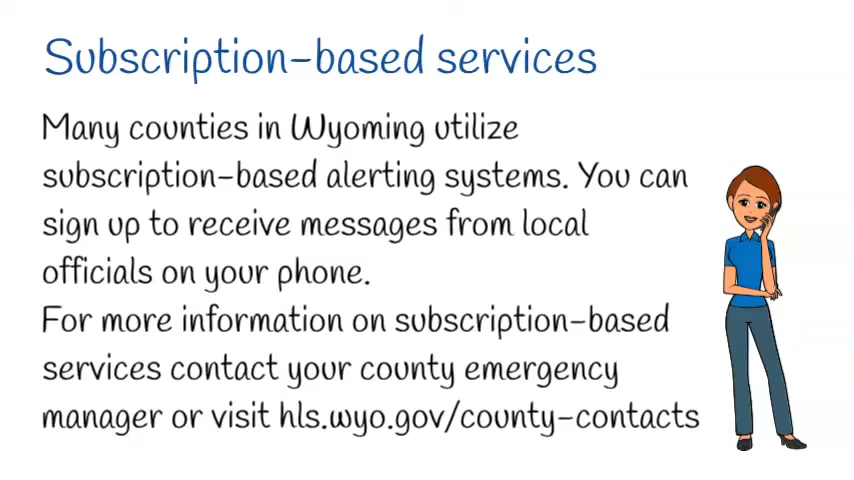 Subscription-based services
Many counties in Wyoming utilize
subscription-based alerting systems. You can
sign up to receive messages from local
officials on your phone.
For more information on subscription-based
services contact your county emergency
manager or visit hls.wyo.gov/county-contacts